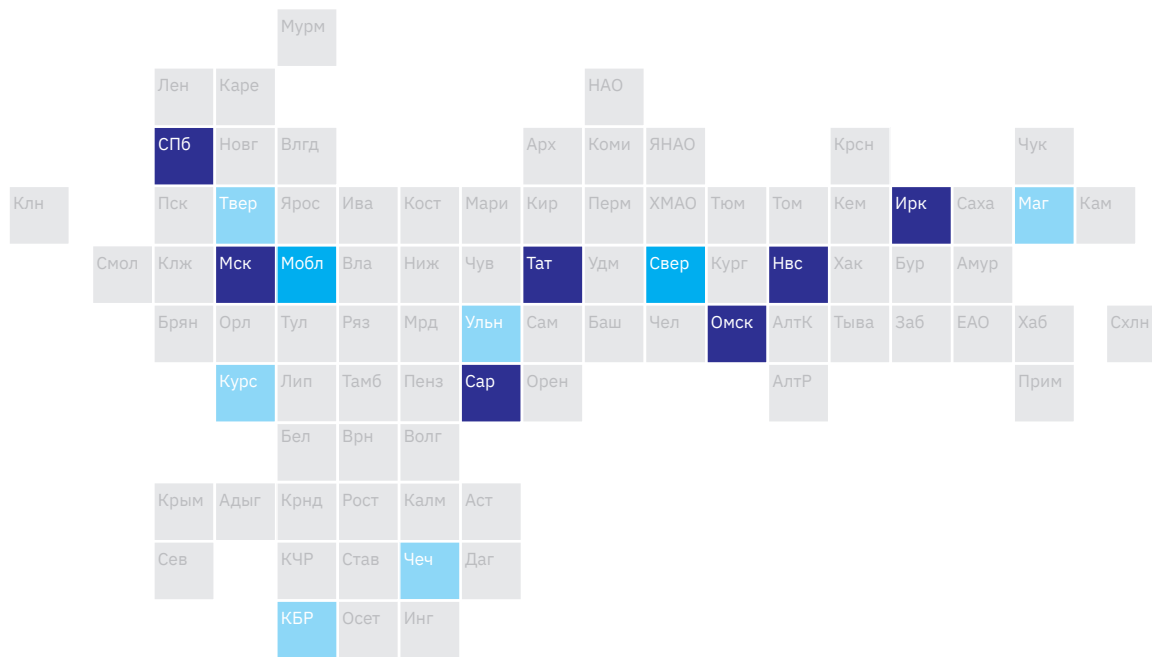 Мурм
Лен Каре НАО
СПб Новг Влгд Арх Коми ЯНАО Крсн Чук
Клн Пск Твер Ярос Ива Кост Мари Кир Перм ХМАО Тюм Том Кем Ирк Саха Маг Кам
Смол Клж Мск Мобл Вла Ниж Чув Тат Удм Свер Кург Нвс Хак Бур Амур
Брян Орл Тул Ряз Мрд Ульн Сам Баш Чел Омск АлтК Тыва Заб ЕАО Хаб Схлн
Курс Лип Тамб Пенз Сар Орен АлтР Прим
Бел Врн Волг
Крым Адыг Крнд Рост Калм Аст
Сев КЧР Став Чеч Даг
КБР Осет Инг